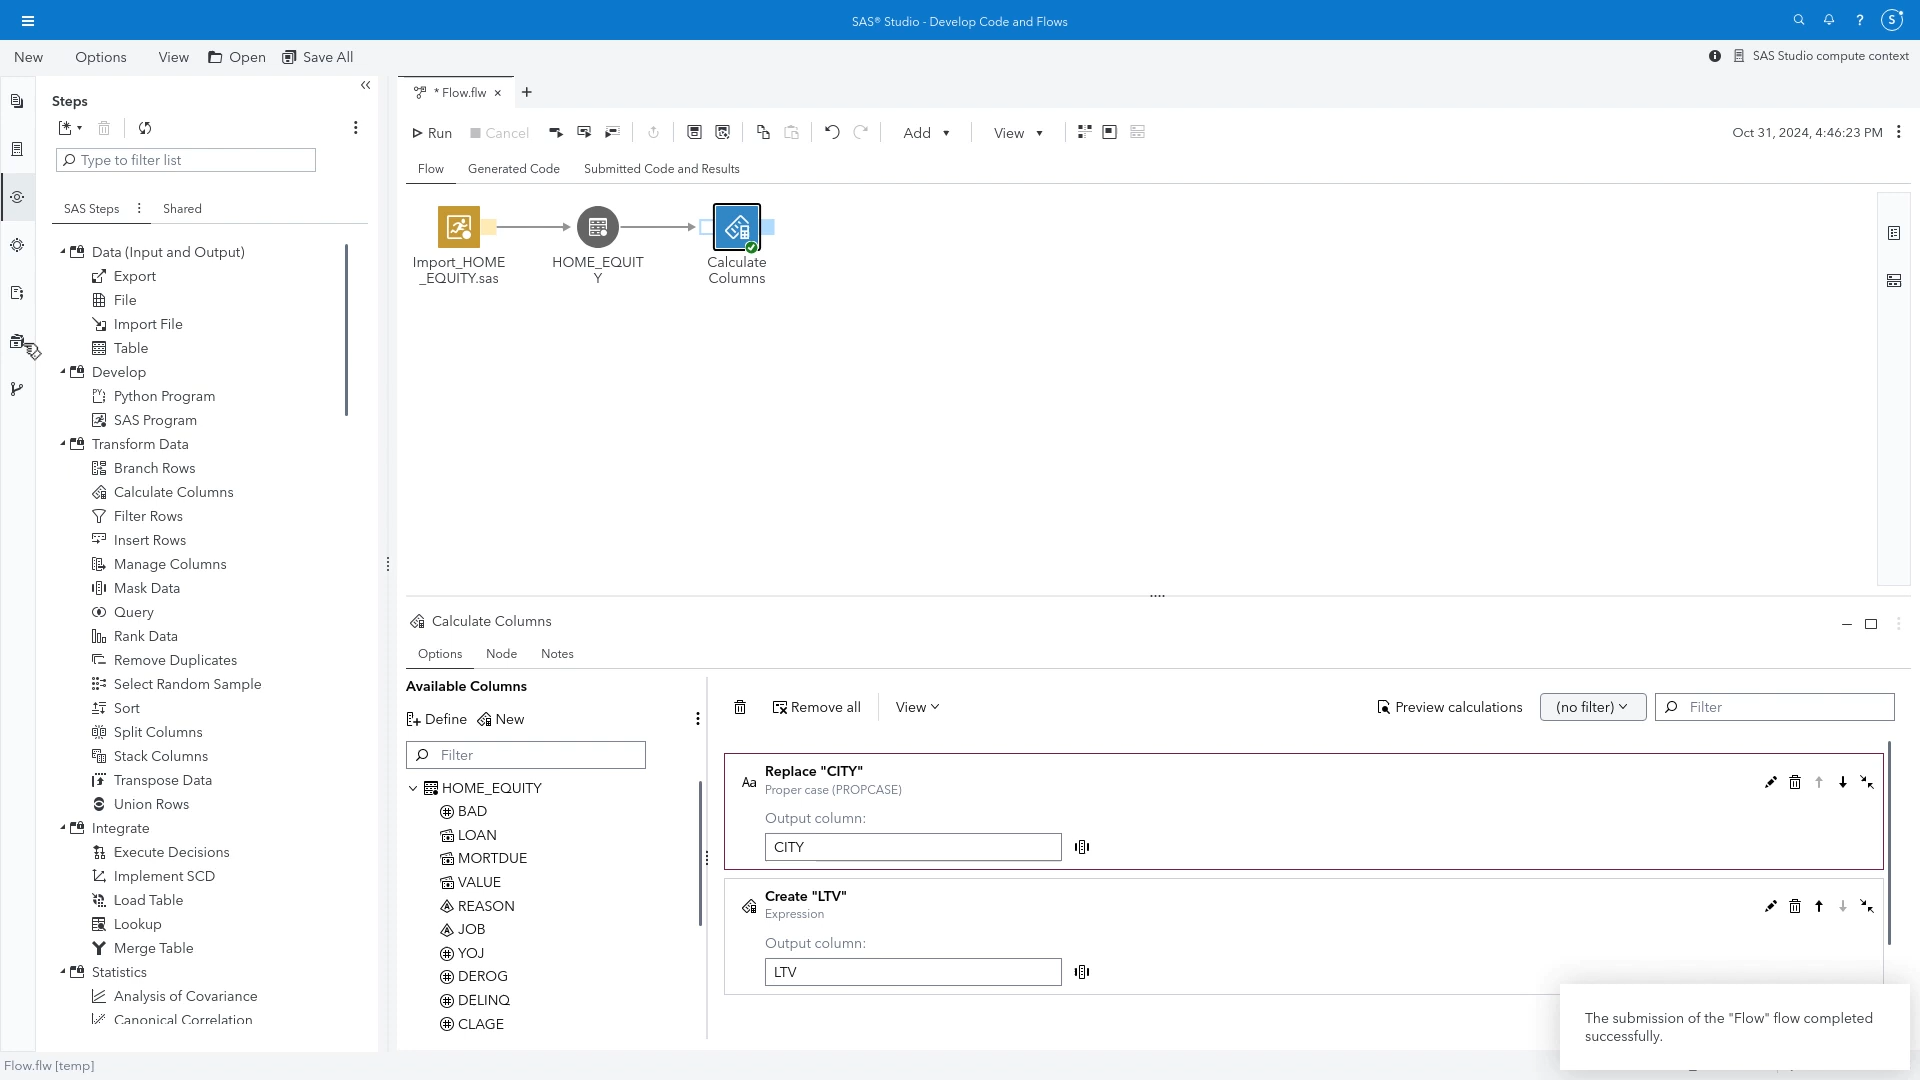 SAS® Studio - Develop Code and Flows
S
New
Options
View
Open
Save All
SAS Studio compute context
Steps
Type to filter list
SAS Steps
Shared
Data (Input and Output)
Export
File
Import File
Table
Develop
Python Program
SAS Program
Transform Data
Branch Rows
Calculate Columns
Filter Rows
Insert Rows
Manage Columns
Mask Data
Query
Rank Data
Remove Duplicates
Select Random Sample
Sort
Split Columns
Stack Columns
Transpose Data
Union Rows
Integrate
Execute Decisions
Implement SCD
Load Table
Lookup
Merge Table
Statistics
Analysis of Covariance
Canonical Correlation
* Flow.flw
Run
Cancel
Add
View
Oct 31, 2024, 4:46:23 PM
Flow
Generated Code
Submitted Code and Results
Import_HOME
_EQUITY.sas
HOME_EQUIT
Y
Calculate
Columns
Calculate Columns
Options
Node
Notes
Available Columns
Define
New
Filter
HOME_EQUITY
BAD
LOAN
MORTDUE
VALUE
REASON
JOB
YOJ
DEROG
DELINQ
CLAGE
Remove all
View
Preview calculations
(no filter)
Filter
Aa
Replace "CITY"
Proper case (PROPCASE)
Output column:
CITY
Create "LTV"
Expression
Output column:
LTV
The submission of the "Flow" flow completed
successfully.
Flow.flw [temp]